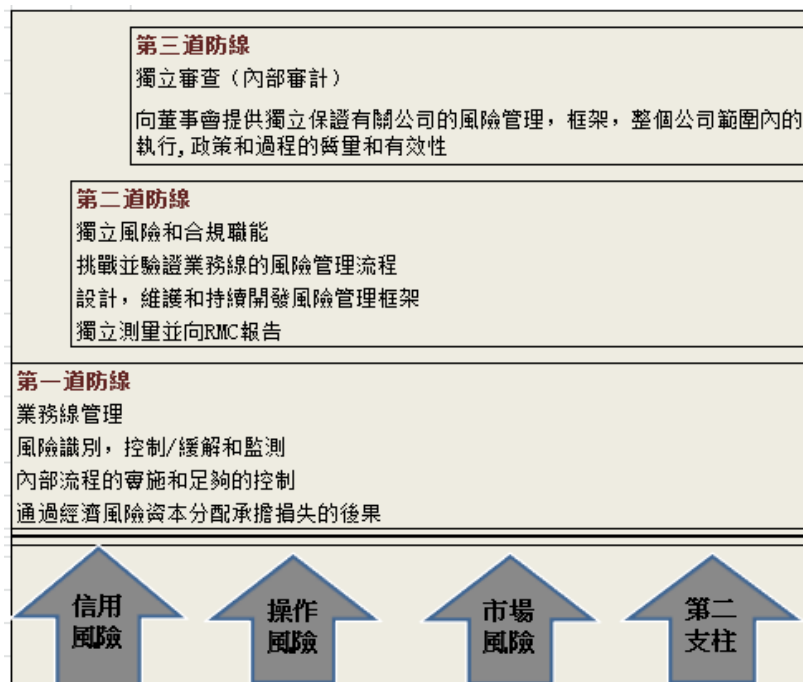 第三道防線
獨立審查（內部審計）
向董事會提供獨立保證有關公司的風險管理，框架，整個公司範圍內的
執行,政策和過程的質量和有效性
第二道防線
獨立風險和合規職能
挑戰並驗證業務線的風險管理流程
設計，維護和持續開發風險管理框架
獨立測量並向RMC報告
第一道防線
業務線管理
風險識別，控制/緩解和監測
內部流程的實施和足夠的控制
通過經濟風險資本分配承擔損失的後果
信用
風險
操作
風險
市場
風險
第二
支柱